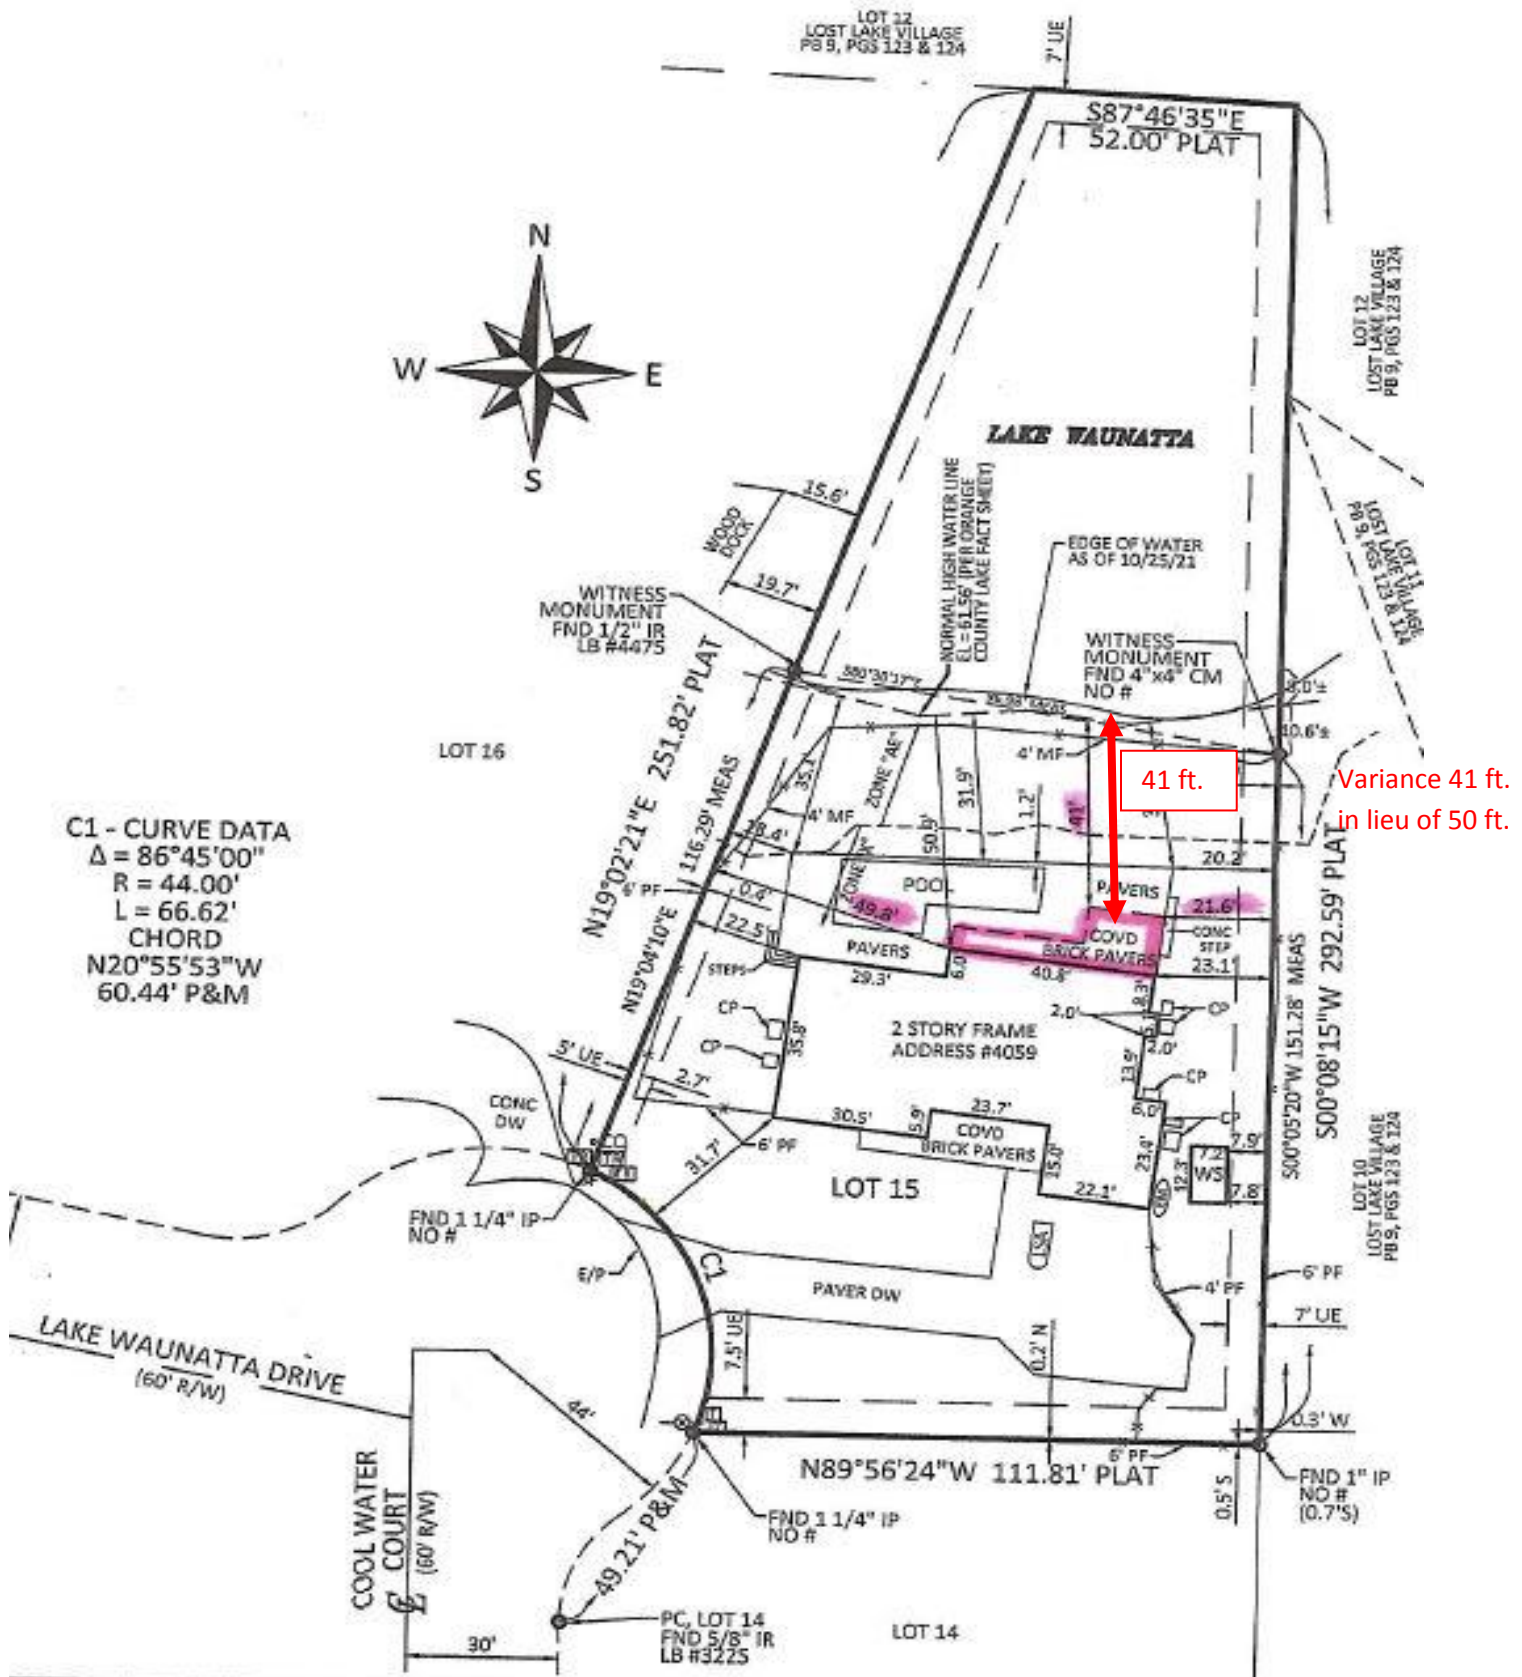 LOT 12
LOST LAKE VILLAGE
PB 9, PGS 123 & 124
7' UE
S87°46'35"E
52.00' PLAT
N
W
E
S
LOT 12
LOST LAKE VILLAGE
PB 9, PGS 123 & 124
LAKE WAUNATTA
LOT 11
LOST LAKE VILLAGE
PB 9, PGS 123 & 124
15.6'
WOOD
DOCK
19.7'
NORMAL HIGH WATER LINE
EL = 61.56' (PER ORANGE
COUNTY LAKE FACT SHEET)
EDGE OF WATER
AS OF 10/25/21
WITNESS
MONUMENT
FND 1/2" IR
LB #4475
WITNESS
MONUMENT
FND 4"x4" CM
NO #
10.6'±
LOT 16
N19°02'21"E 251.82' PLAT
116.29' MEAS
N19°04'10"E
35.1'
ZONE "AE"
31.9'
1.2'
50.9'
4' MF
4' MF
41'
41 ft.
Variance 41 ft.
in lieu of 50 ft.
20.2'
C1 - CURVE DATA
Δ = 86°45'00"
R = 44.00'
L = 66.62'
CHORD
N20°55'53"W
60.44' P&M
6' PF
0.4'
22.5'
POOL
PAVERS
49.8'
21.6'
PAVERS
COVD
BRICK PAVERS
CONC
STEP
STEPS
29.3'
6.0'
40.8'
23.1'
8.3'
2.0'
CP
2.0'
2 STORY FRAME
ADDRESS #4059
CP
CP
35.8'
13.9'
CP
6.0'
CP
5' UE
2.7'
CONC
DW
30.5'
5.9'
23.7'
COVD
BRICK PAVERS
15.0'
22.1'
23.4'
12.3'
7.2'
WS
7.9'
7.8'
S00°05'20"W 151.28' MEAS
S00°08'15"W 292.59' PLAT
LOT 10
LOST LAKE VILLAGE
PB 9, PGS 123 & 124
6' PF
31.7'
LOT 15
FND 1 1/4" IP
NO #
E/P
C1
PAVER DW
4' PF
6' PF
7' UE
LAKE WAUNATTA DRIVE
(60' R/W)
7.5' UE
0.2' N
44'
0.3' W
6' PF
N89°56'24"W 111.81' PLAT
0.5' S
FND 1" IP
NO #
(0.7'S)
COOL WATER
COURT
(60' R/W)
49.21' P&M
FND 1 1/4" IP
NO #
PC, LOT 14
FND 5/8" IR
LB #3225
30'
LOT 14